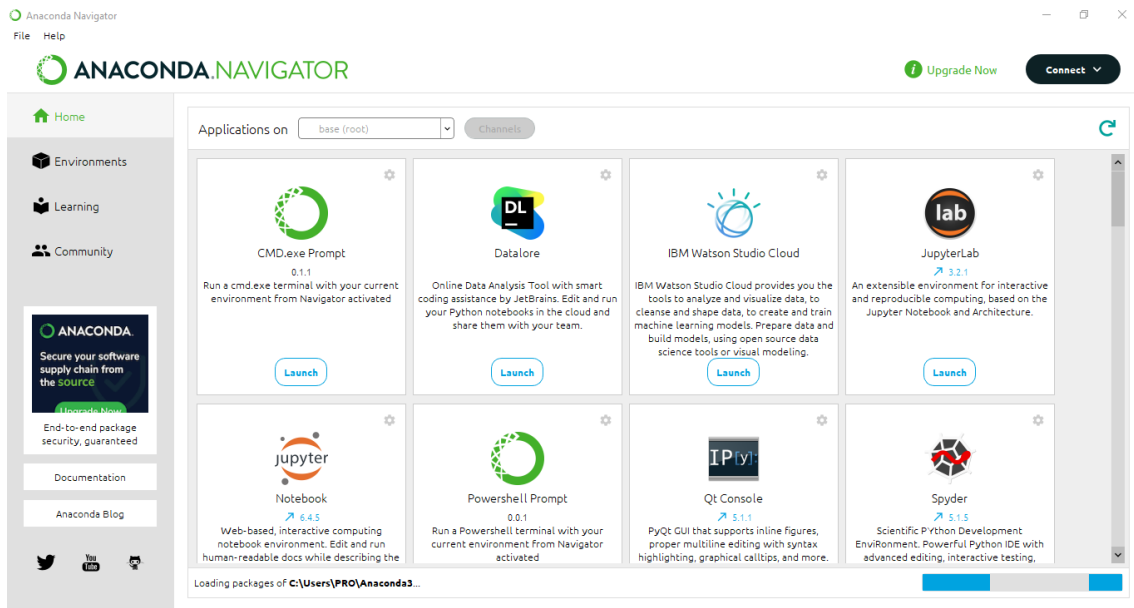 Anaconda Navigator
File Help
ANACONDA.NAVIGATOR
i Upgrade Now
Connect
Home
Environments
Learning
Community
ANACONDA.
Secure your software
supply chain from
the source
Upgrade Now
End-to-end package
security, guaranteed
Documentation
Anaconda Blog
You
Tube
Applications on base (root) Channels
CMD.exe Prompt
0.1.1
Run a cmd.exe terminal with your current
environment from Navigator activated
Launch
DL
Datalore
Online Data Analysis Tool with smart
coding assistance by JetBrains. Edit and run
your Python notebooks in the cloud and
share them with your team.
Launch
IBM Watson Studio Cloud
IBM Watson Studio Cloud provides you the
tools to analyze and visualize data, to
cleanse and shape data, to create and train
machine learning models. Prepare data and
build models, using open source data
science tools or visual modeling.
Launch
lab
JupyterLab
3.2.1
An extensible environment for interactive
and reproducible computing, based on the
Jupyter Notebook and Architecture.
Launch
jupyter
Notebook
6.4.5
Web-based, interactive computing
notebook environment. Edit and run
human-readable docs while describing the
Powershell Prompt
0.0.1
Run a Powershell terminal with your
current environment from Navigator
activated
IP[y]:
Qt Console
5.1.1
PyQt GUI that supports inline figures,
proper multiline editing with syntax
highlighting, graphical calltips, and more.
Spyder
5.1.5
Scientific PYthon Development
EnviRonment. Powerful Python IDE with
advanced editing, interactive testing,
Loading packages of C:\Users\PRO\Anaconda3...